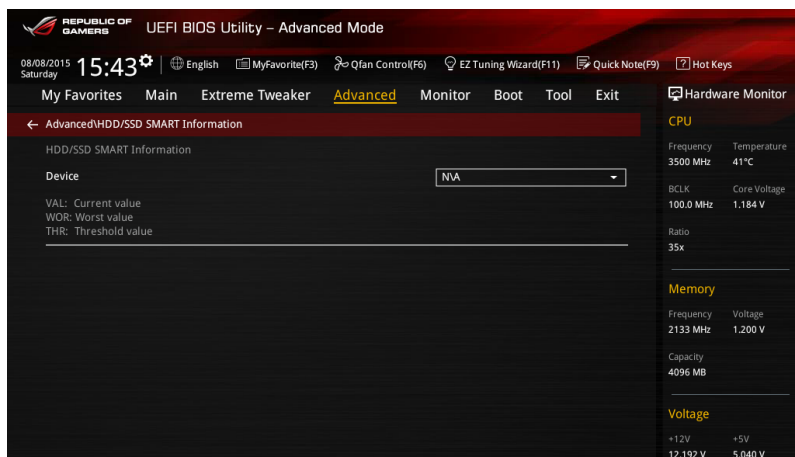 REPUBLIC OF
GAMERS
UEFI BIOS Utility – Advanced Mode
08/08/2015
Saturday
15:43
English
MyFavorite(F3)
Qfan Control(F6)
EZ Tuning Wizard(F11)
Quick Note(F9)
? Hot Keys
My Favorites Main Extreme Tweaker Advanced Monitor Boot Tool Exit
Hardware Monitor
← Advanced\HDD/SSD SMART Information
HDD/SSD SMART Information
Device N\A
VAL: Current value
WOR: Worst value
THR: Threshold value
CPU
Frequency Temperature
3500 MHz 41°C
BCLK Core Voltage
100.0 MHz 1.184 V
Ratio
35x
Memory
Frequency Voltage
2133 MHz 1.200 V
Capacity
4096 MB
Voltage
+12V +5V
12.192 V 5.040 V